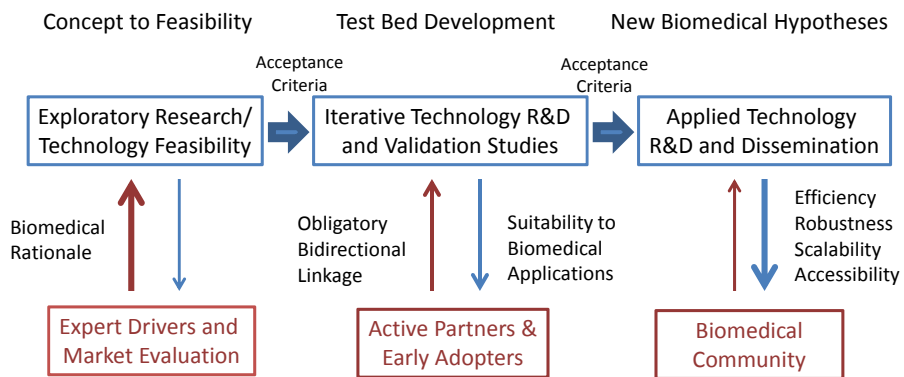 Concept to Feasibility
Test Bed Development
New Biomedical Hypotheses
Acceptance
Criteria
Acceptance
Criteria
Exploratory Research/
Technology Feasibility
Iterative Technology R&D
and Validation Studies
Applied Technology
R&D and Dissemination
Biomedical
Rationale
Obligatory
Bidirectional
Linkage
Suitability to
Biomedical
Applications
Efficiency
Robustness
Scalability
Accessibility
Expert Drivers and
Market Evaluation
Active Partners &
Early Adopters
Biomedical
Community